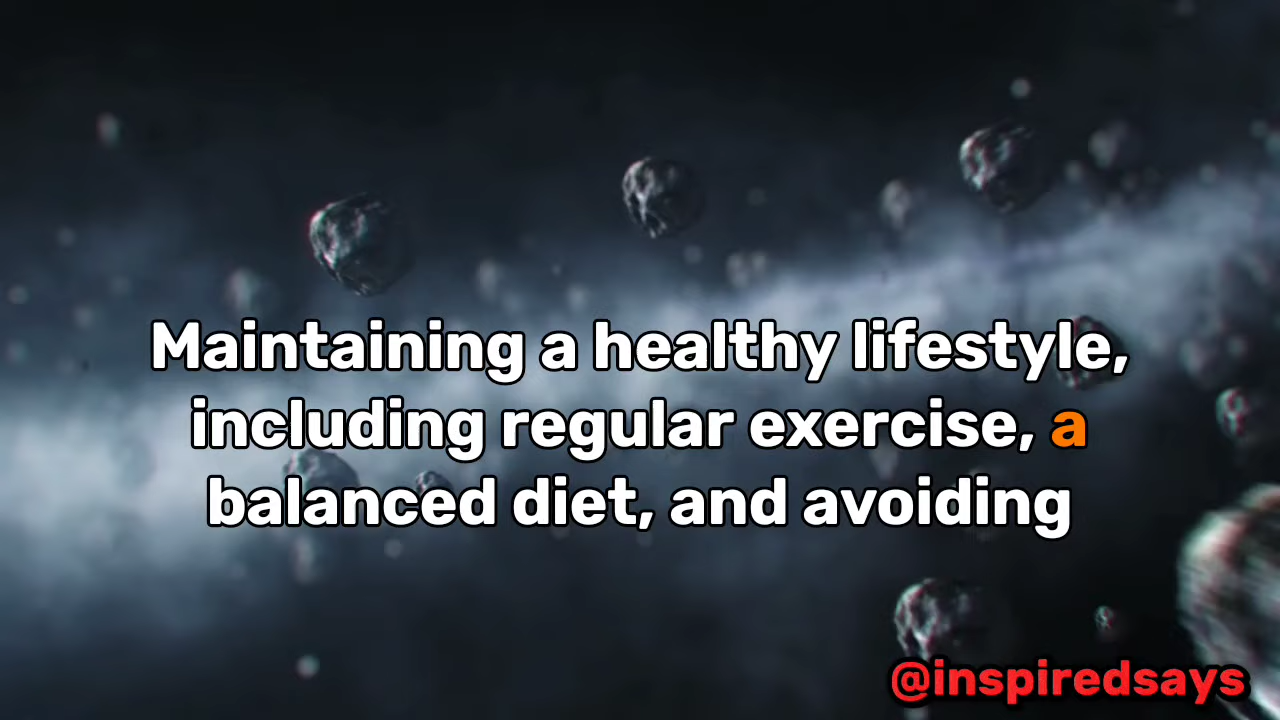 Maintaining a healthy lifestyle,
including regular exercise, a
balanced diet, and avoiding
@inspiredsays